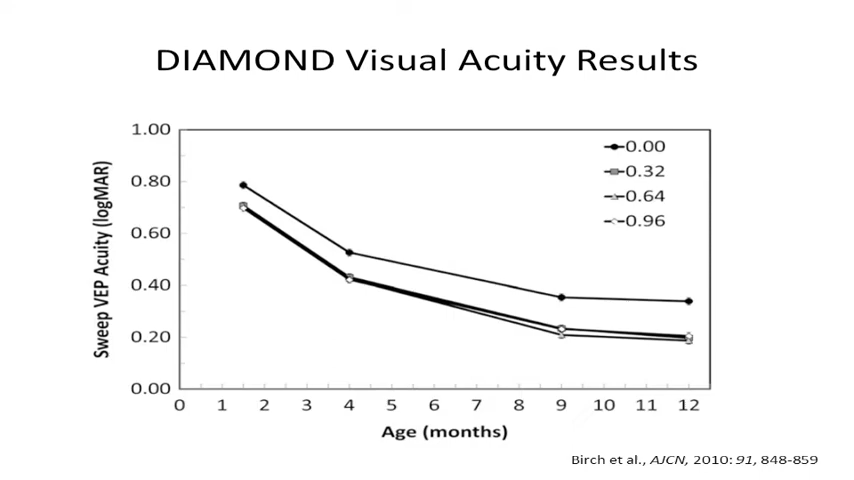 DIAMOND Visual Acuity Results
1.00
0.80
0.60
0.40
0.20
0.00
Sweep VEP Acuity (logMAR)
0.00
0.32
0.64
0.96
0 1 2 3 4 5 6 7 8 9 10 11 12
Age (months)
Birch et al., AJCN, 2010: 91, 848-859